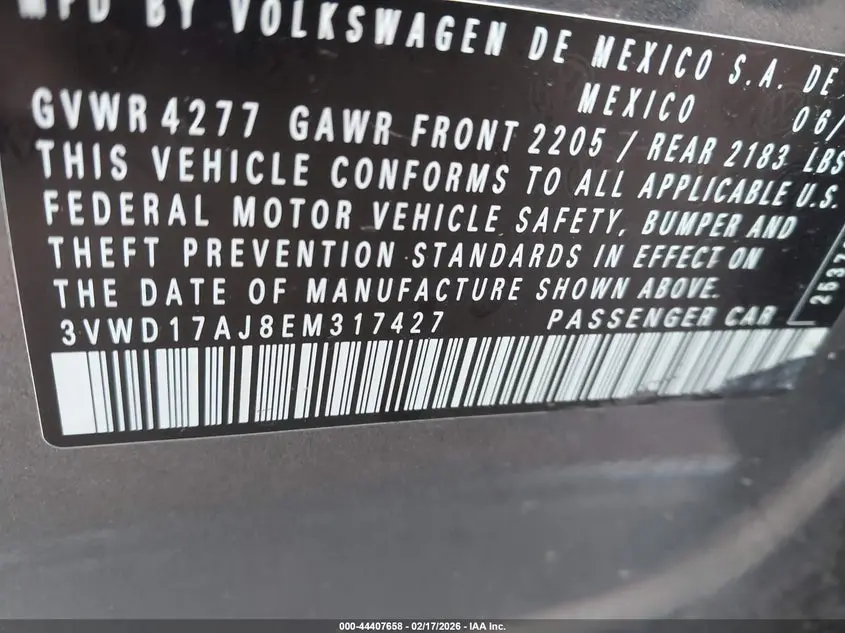 MFD BY VOLKSWAGEN DE MEXICO S.A. DE
MEXICO 06/
GVWR 4277 GAWR FRONT 2205 / REAR 2183 LBS
THIS VEHICLE CONFORMS TO ALL APPLICABLE U.S.
FEDERAL MOTOR VEHICLE SAFETY, BUMPER AND
THEFT PREVENTION STANDARDS IN EFFECT ON
THE DATE OF MANUFACTURE SHOWN ABOVE.
3VWD17AJ8EM317427 PASSENGER CAR
000-44407658 - 02/17/2026 - IAA Inc.